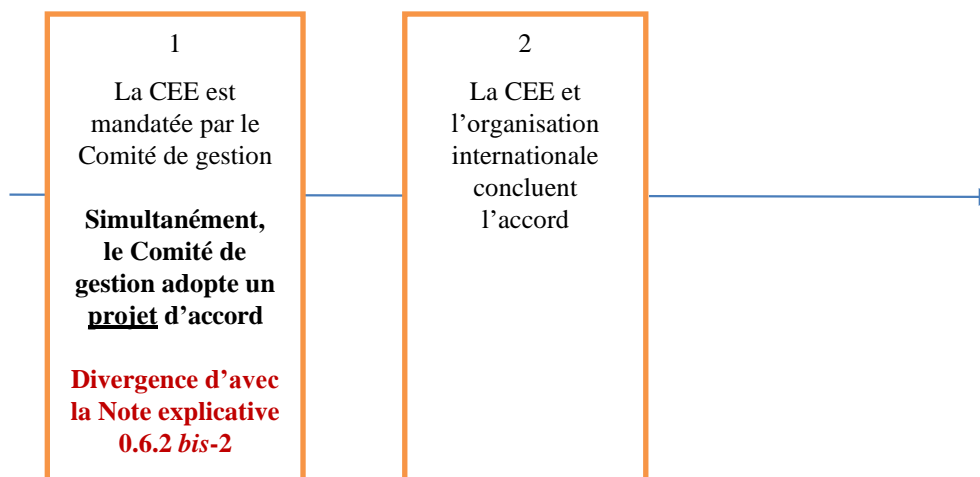 1
La CEE est
mandatée par le
Comité de gestion
Simultanément,
le Comité de
gestion adopte un
projet d’accord
Divergence d’avec
la Note explicative
0.6.2 bis-2
2
La CEE et
l’organisation
internationale
concluent
l’accord